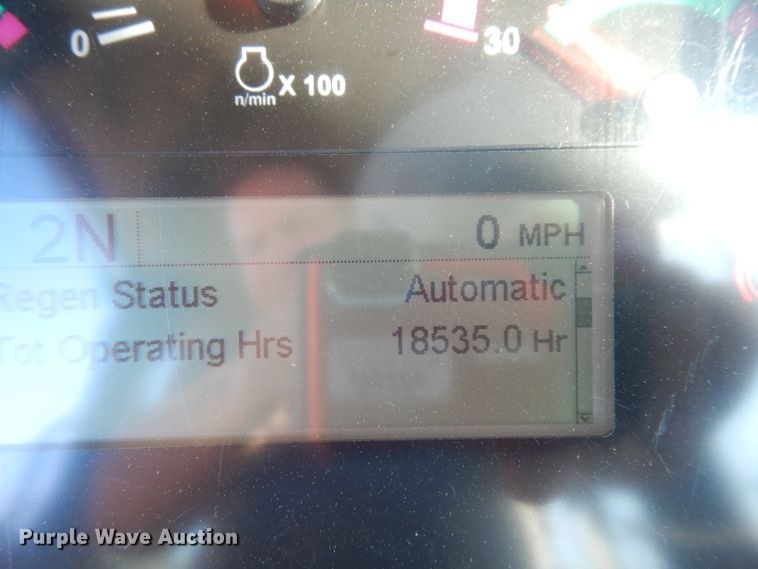 0
30
X 100
n/min
2N 0 MPH
Regen Status Automatic
Tot Operating Hrs 18535.0 Hr
Purple Wave Auction